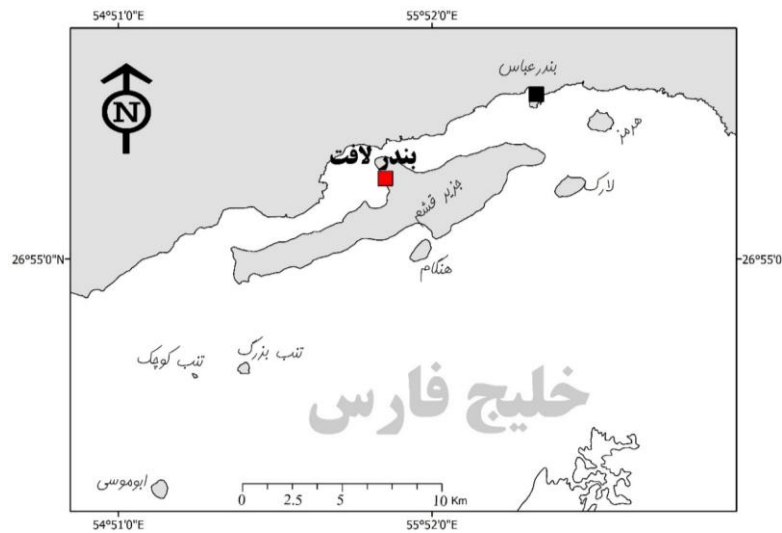 54°51'0"E
55°52'0"E
بندرعباس
N
هرمز
بندر لافت
لارک
جزیر قشم
26°55'0"N
26°55'0
هنگام
تنب بزرگ
تنب کوچک
خلیج فارس
ابوموسی
0 2.5 5 10 Km
54°51'0"E
55°52'0"E